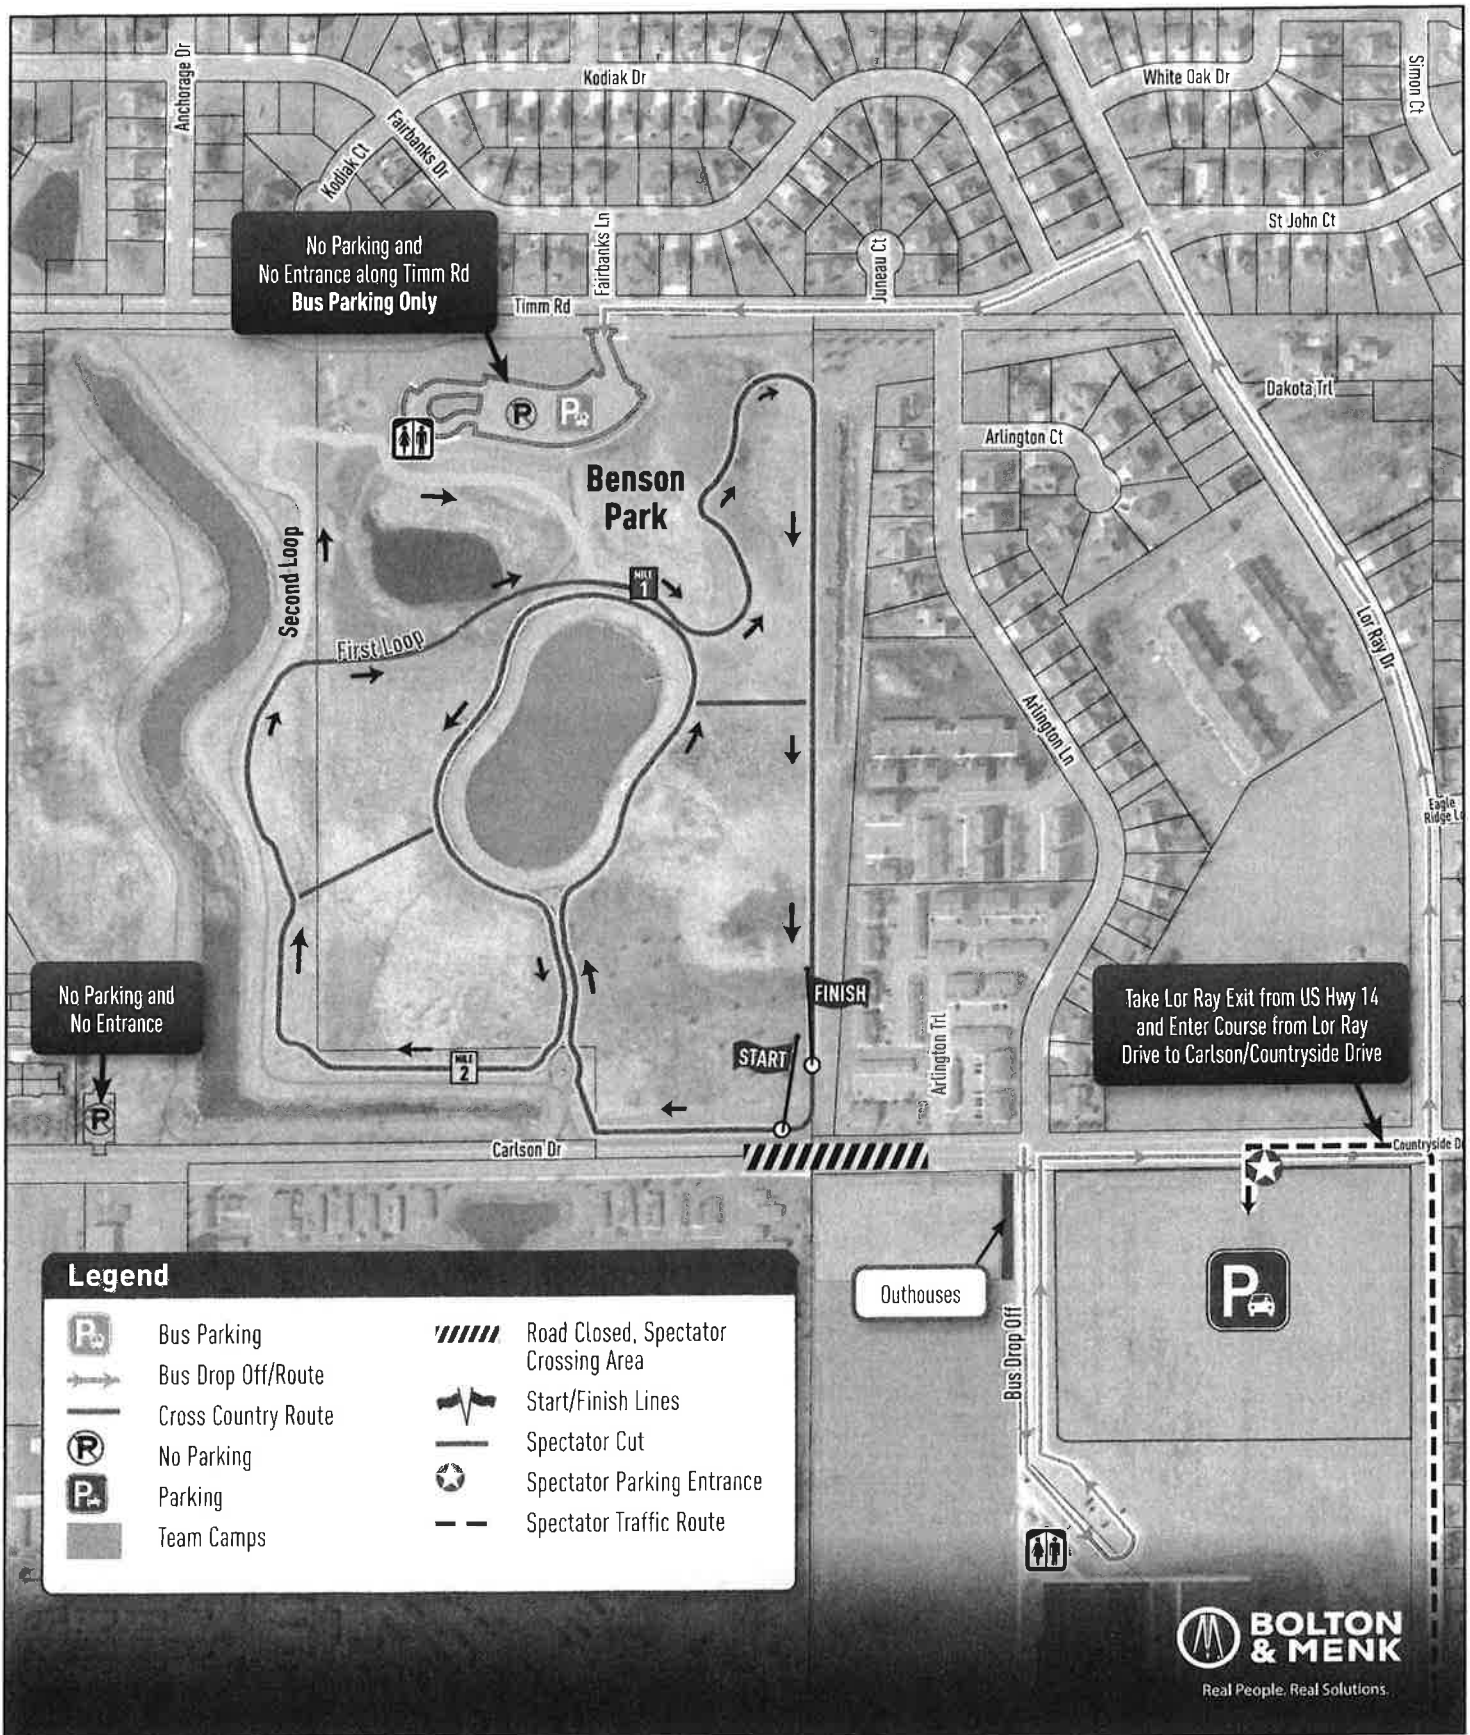 Anchorage Dr
Kodiak Dr
White Oak Dr
Simon Ct
Fairbanks Dr
Kodiak Ct
St John Ct
Fairbanks Ln
Juneau Ct
No Parking and
No Entrance along Timm Rd
Bus Parking Only
Timm Rd
Dakota Trl
Arlington Ct
P
P
Benson
Park
Second Loop
MILE
1
First Loop
Lor Ray Dr
Arlington Ln
Eagle
Ridge
No Parking and
No Entrance
FINISH
START
Arlington Trl
Take Lor Ray Exit from US Hwy 14
and Enter Course from Lor Ray
Drive to Carlson/Countryside Drive
MILE
2
P
Carlson Dr
Countryside D
Outhouses
Bus Drop Off
P
Legend
P
Bus Parking
Bus Drop Off/Route
Cross Country Route
P
No Parking
P
Parking
Team Camps
Road Closed, Spectator
Crossing Area
Start/Finish Lines
Spectator Cut
Spectator Parking Entrance
Spectator Traffic Route
BOLTON
& MENK
Real People. Real Solutions.